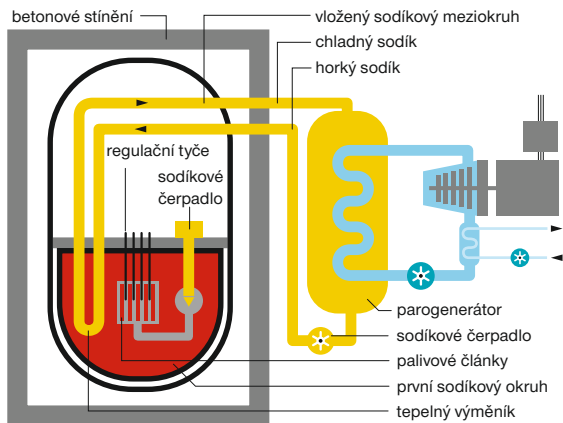 betonové stínění
vložený sodíkový meziokruh
chladný sodík
horký sodík
regulační tyče
sodíkové
čerpadlo
parogenerátor
sodíkové čerpadlo
palivové články
první sodíkový okruh
tepelný výměník